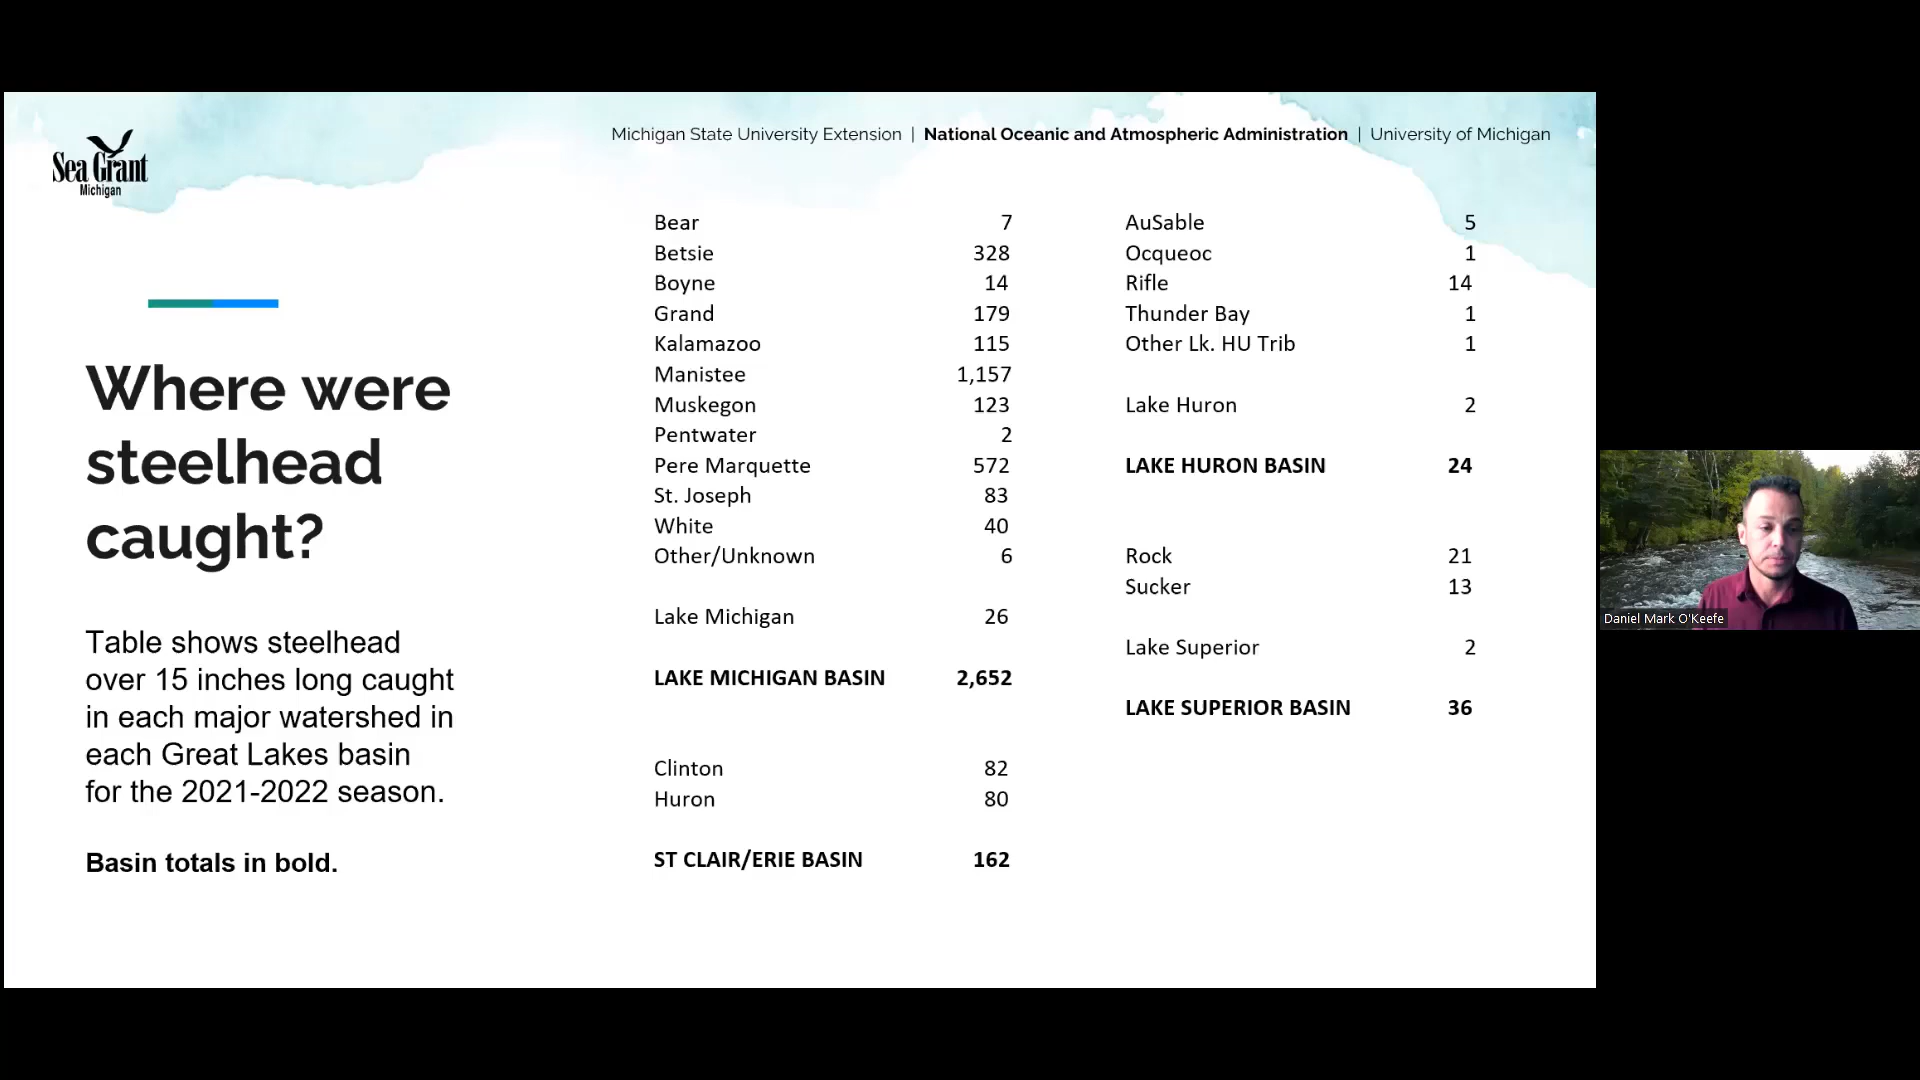 Sea Grant
Michigan
Michigan State University Extension | National Oceanic and Atmospheric Administration | University of Michigan
Where were
steelhead
caught?
Table shows steelhead
over 15 inches long caught
in each major watershed in
each Great Lakes basin
for the 2021-2022 season.
Basin totals in bold.
Bear 7
Betsie 328
Boyne 14
Grand 179
Kalamazoo 115
Manistee 1,157
Muskegon 123
Pentwater 2
Pere Marquette 572
St. Joseph 83
White 40
Other/Unknown 6
Lake Michigan 26
LAKE MICHIGAN BASIN 2,652
Clinton 82
Huron 80
ST CLAIR/ERIE BASIN 162
AuSable 5
Ocqueoc 1
Rifle 14
Thunder Bay 1
Other Lk. HU Trib 1
Lake Huron 2
LAKE HURON BASIN 24
Rock 21
Sucker 13
Lake Superior 2
LAKE SUPERIOR BASIN 36
Daniel Mark O'Keefe